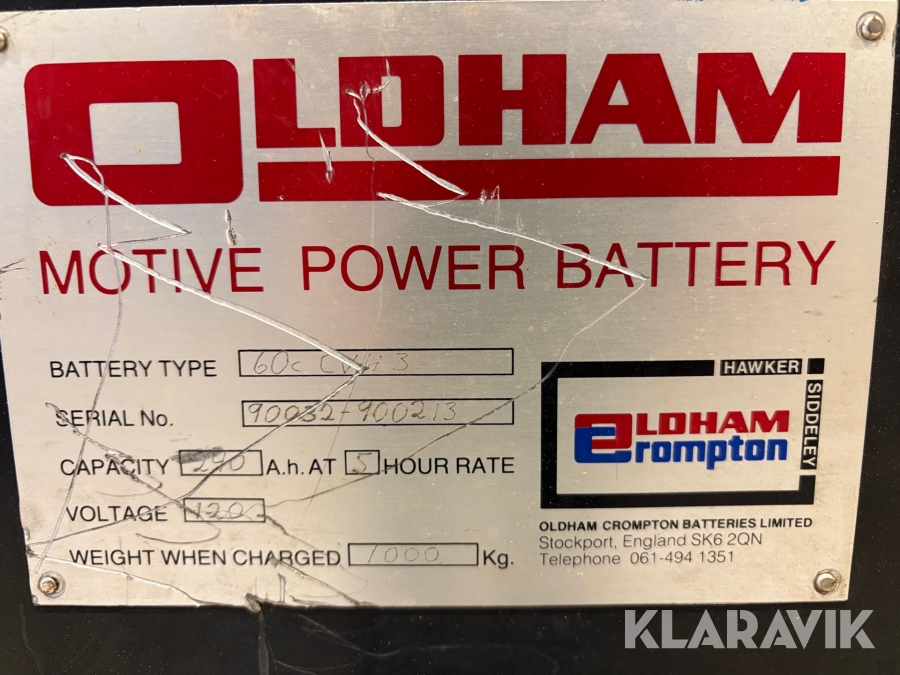 OLDHAM
MOTIVE POWER BATTERY
BATTERY TYPE 60c
SERIAL No. 90032-900213
CAPACITY 290 A.h. AT 5 HOUR RATE
VOLTAGE 120
WEIGHT WHEN CHARGED 1000 Kg.
HAWKER
SIDDELEY
OLDHAM
Crompton
OLDHAM CROMPTON BATTERIES LIMITED
Stockport, England SK6 2QN
Telephone 061-494 1351
KLARAVIK